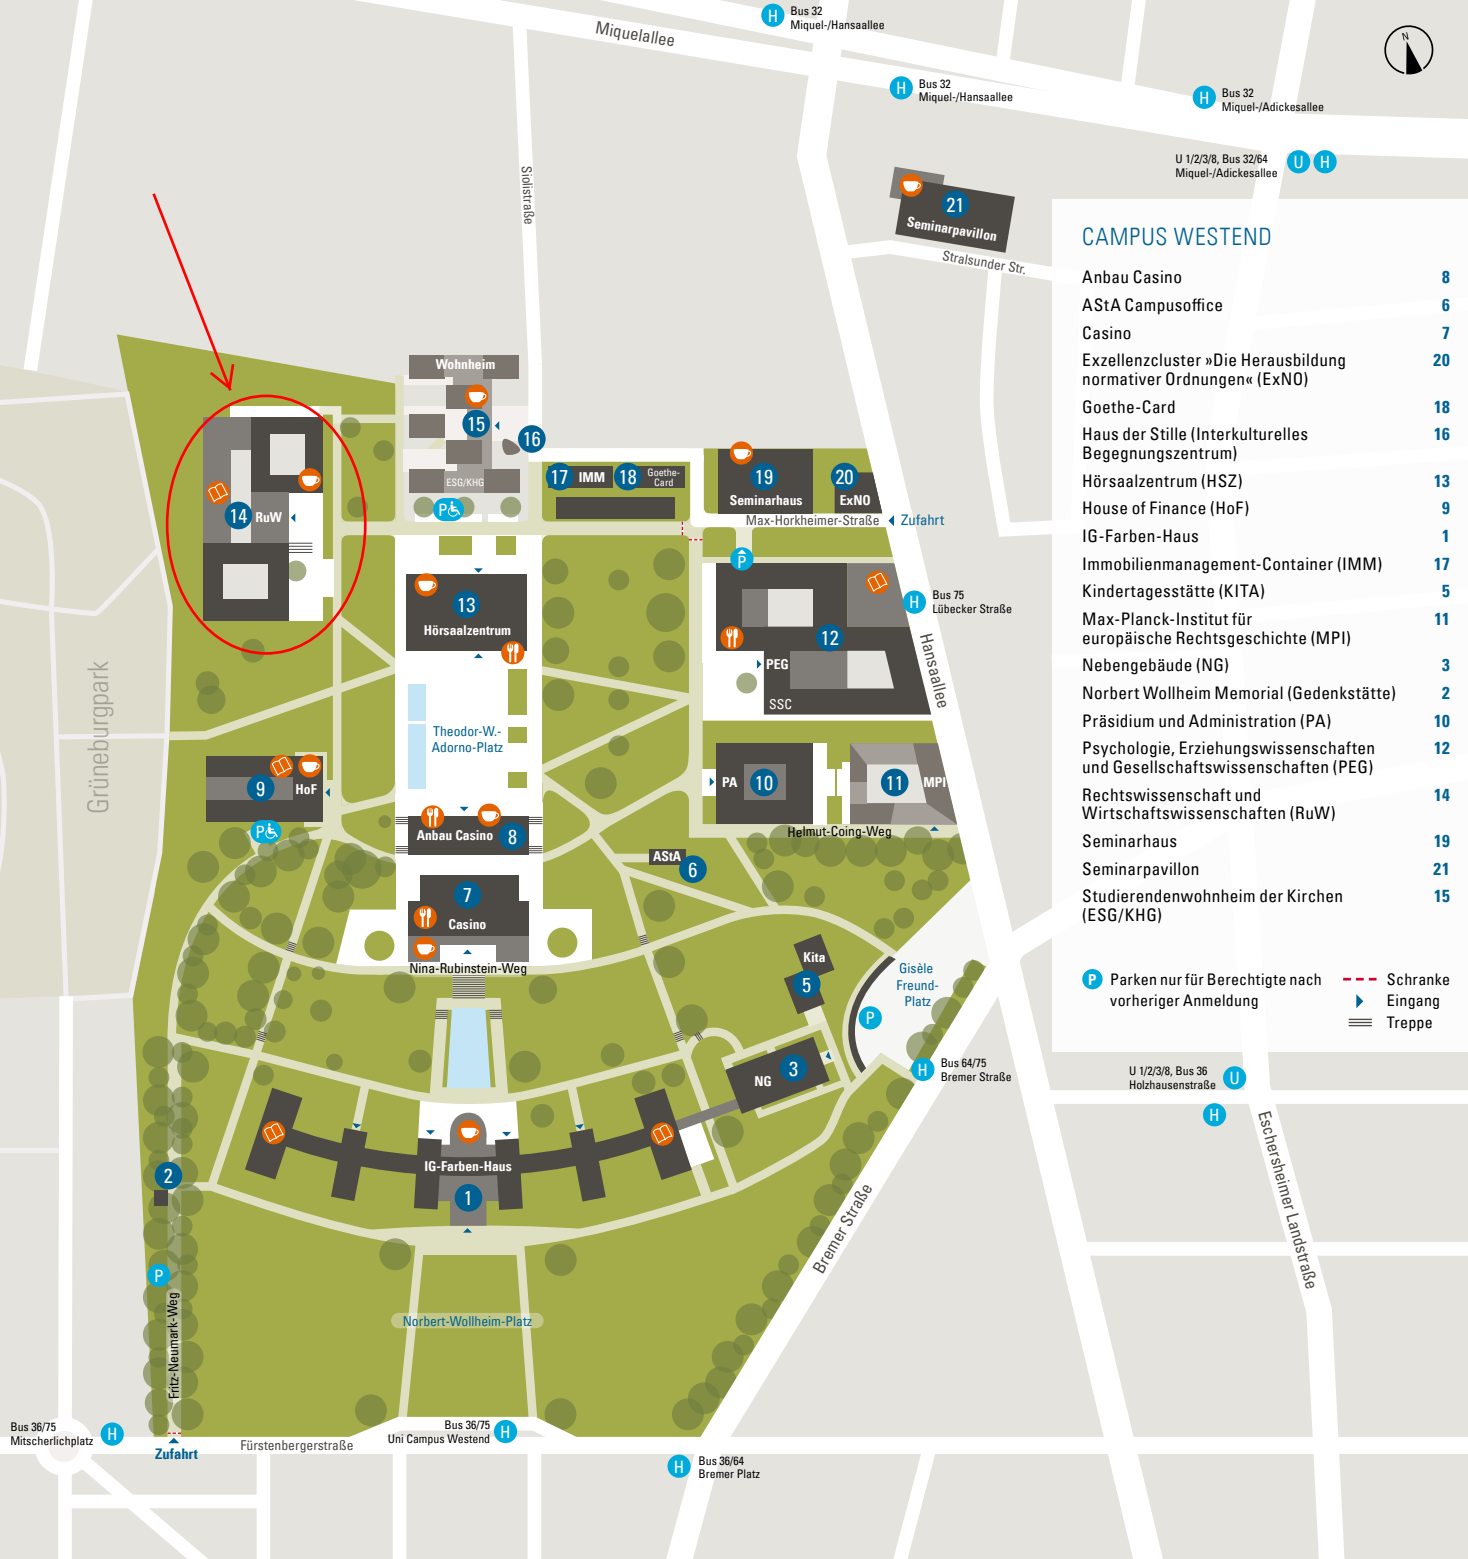 Bus 32
Miquel-/Hansaallee
H
Miquelallee
N
H
Bus 32
Miquel-/Hansaallee
H
Bus 32
Miquel-/Adickesallee
U 1/2/3/8, Bus 32/64
Miquel-/Adickesallee
U
H
Siolistraße
21
Seminarpavillon
Stralsunder Str.
CAMPUS WESTEND
Anbau Casino 8
AStA Campusoffice 6
Casino 7
Exzellenzcluster »Die Herausbildung 20
normativer Ordnungen« (ExNO)
Goethe-Card 18
Haus der Stille (Interkulturelles 16
Begegnungszentrum)
Hörsaalzentrum (HSZ) 13
House of Finance (HoF) 9
IG-Farben-Haus 1
Immobilienmanagement-Container (IMM) 17
Kindertagesstätte (KITA) 5
Max-Planck-Institut für 11
europäische Rechtsgeschichte (MPI)
Nebengebäude (NG) 3
Norbert Wollheim Memorial (Gedenkstätte) 2
Präsidium und Administration (PA) 10
Psychologie, Erziehungswissenschaften 12
und Gesellschaftswissenschaften (PEG)
Rechtswissenschaft und 14
Wirtschaftswissenschaften (RuW)
Seminarhaus 19
Seminarpavillon 21
Studierendenwohnheim der Kirchen 15
(ESG/KHG)
P Parken nur für Berechtigte nach
vorheriger Anmeldung
Schranke
Eingang
Treppe
Wohnheim
15
16
ESG/KHG
P
17 IMM
18 Goethe-
Card
19
Seminarhaus
20
ExNO
Max-Horkheimer-Straße
Zufahrt
14 RuW
P
13
Hörsaalzentrum
H
Bus 75
Lübecker Straße
12
PEG
SSC
Hansaallee
Grüneburgpark
Theodor-W.-
Adorno-Platz
9
HoF
P
PA
10
11
MPI
Helmut-Coing-Weg
Anbau Casino 8
AStA
6
7
Casino
Nina-Rubinstein-Weg
Kita
5
Gisèle
Freund-
Platz
P
NG
3
H
Bus 64/75
Bremer Straße
U 1/2/3/8, Bus 36
Holzhausenstraße
U
H
Eschersheimer Landstraße
IG-Farben-Haus
1
2
P
Fritz-Neumark-Weg
Bremer Straße
Norbert-Wollheim-Platz
Bus 36/75
Mitscherlichplatz
H
Zufahrt
Fürstenbergerstraße
Bus 36/75
Uni Campus Westend
H
H
Bus 36/64
Bremer Platz